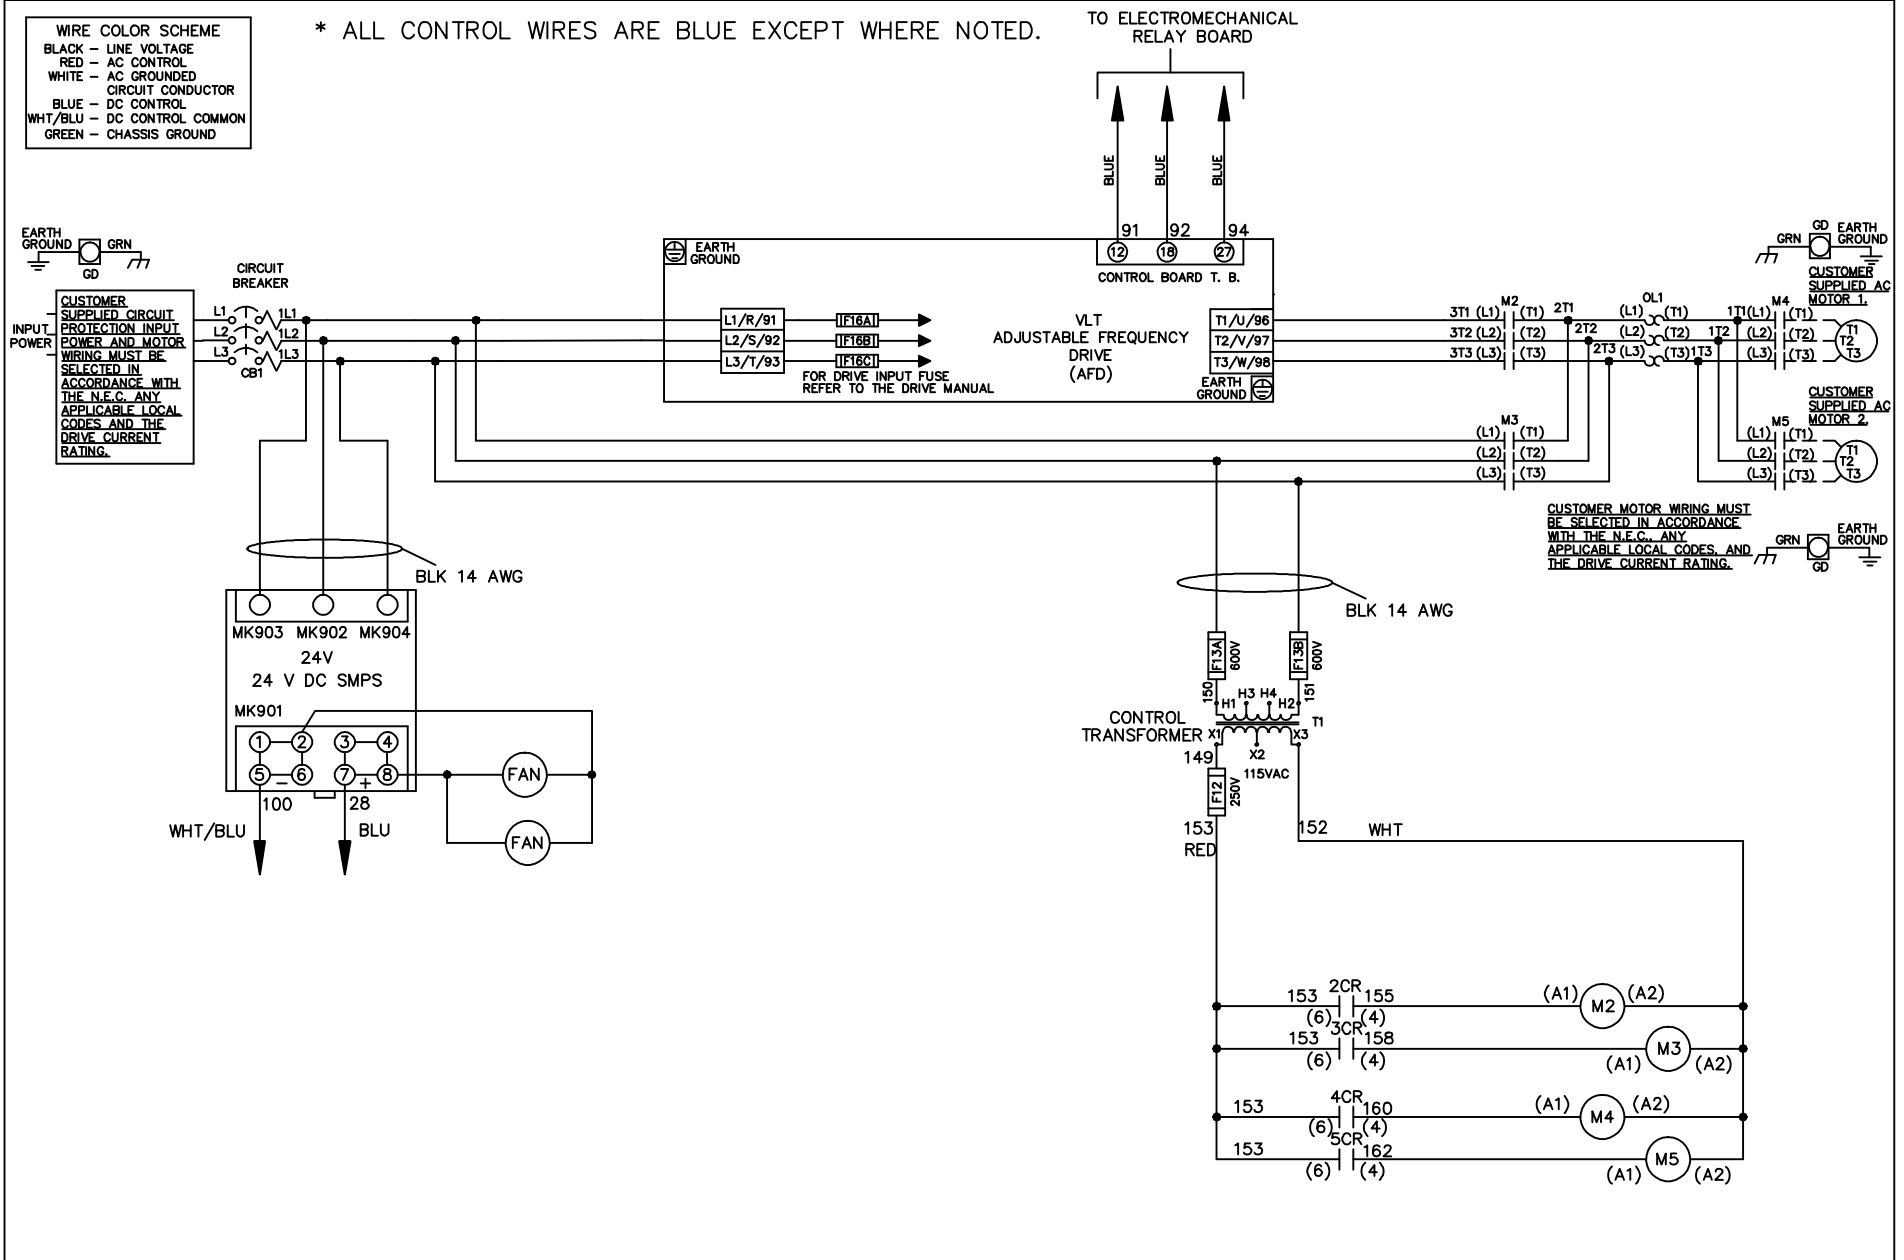 WIRE COLOR SCHEME
BLACK – LINE VOLTAGE
RED – AC CONTROL
WHITE – AC GROUNDED
CIRCUIT CONDUCTOR
BLUE – DC CONTROL
WHT/BLU – DC CONTROL COMMON
GREEN – CHASSIS GROUND
* ALL CONTROL WIRES ARE BLUE EXCEPT WHERE NOTED.
TO ELECTROMECHANICAL
RELAY BOARD
BLUE
BLUE
BLUE
91 92 94
12 18 27
CONTROL BOARD T. B.
EARTH
GROUND
GRN
GD
CIRCUIT
BREAKER
INPUT
POWER
CUSTOMER
SUPPLIED CIRCUIT
PROTECTION INPUT
POWER AND MOTOR
WIRING MUST BE
SELECTED IN
ACCORDANCE WITH
THE N.E.C. ANY
APPLICABLE LOCAL
CODES AND THE
DRIVE CURRENT
RATING.
L1 1L1
L2 1L2
L3 1L3
CB1
EARTH
GROUND
L1/R/91 IF16A
L2/S/92 IF16B
L3/T/93 IF16C
FOR DRIVE INPUT FUSE
REFER TO THE DRIVE MANUAL
VLT
ADJUSTABLE FREQUENCY
DRIVE
(AFD)
T1/U/96
T2/V/97
T3/W/98
EARTH
GROUND
M2
3T1 (L1) (T1) 2T1
3T2 (L2) (T2) 2T2
3T3 (L3) (T3) 2T3
OL1
(L1) (T1) 1T1
(L2) (T2) 1T2
(L3) (T3) 1T3
M4
(L1) (T1)
(L2) (T2)
(L3) (T3)
T1
T2
T3
GD
GRN
EARTH
GROUND
CUSTOMER
SUPPLIED AC
MOTOR 1.
M3
(L1) (T1)
(L2) (T2)
(L3) (T3)
CUSTOMER
SUPPLIED AC
MOTOR 2.
M5
(L1) (T1)
(L2) (T2)
(L3) (T3)
T1
T2
T3
CUSTOMER MOTOR WIRING MUST
BE SELECTED IN ACCORDANCE
WITH THE N.E.C., ANY
APPLICABLE LOCAL CODES, AND
THE DRIVE CURRENT RATING.
GRN
GD
EARTH
GROUND
BLK 14 AWG
MK903 MK902 MK904
24V
24 V DC SMPS
MK901
1 2 3 4
5 – 6 7 + 8
100 28
WHT/BLU BLU
FAN
FAN
BLK 14 AWG
F13A
600V
F13B
600V
150
151
H1 H3 H4 H2
CONTROL
TRANSFORMER
T1
X1 X2 X3
115VAC
149
F12
250V
153
RED
152
WHT
153 2CR 155 (A1) M2 (A2)
(6) (4)
153 3CR 158 M3
(6) (4) (A1) (A2)
153 4CR 160 (A1) M4 (A2)
(6) (4)
153 5CR 162 M5
(6) (4) (A1) (A2)